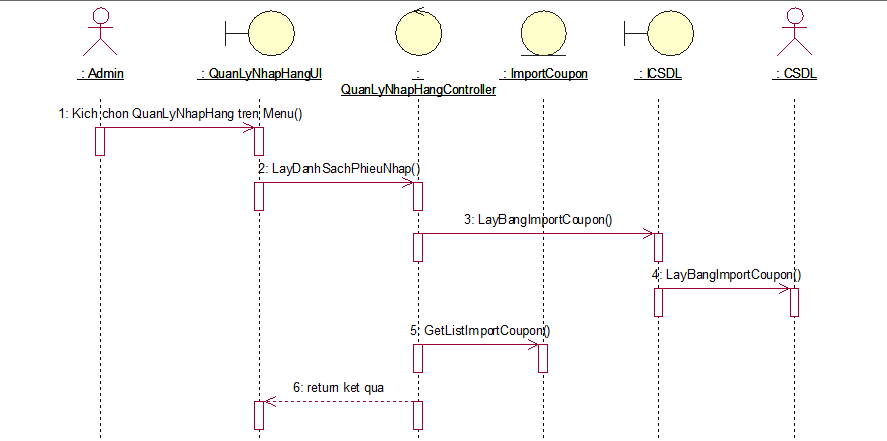 : Admin
: QuanLyNhapHangUI
:
QuanLyNhapHangController
: ImportCoupon
: ICSDL
: CSDL
1: Kich chon QuanLyNhapHang tren Menu()
2: LayDanhSachPhieuNhap()
3: LayBangImportCoupon()
4: LayBangImportCoupon()
5: GetListImportCoupon()
6: return ket qua